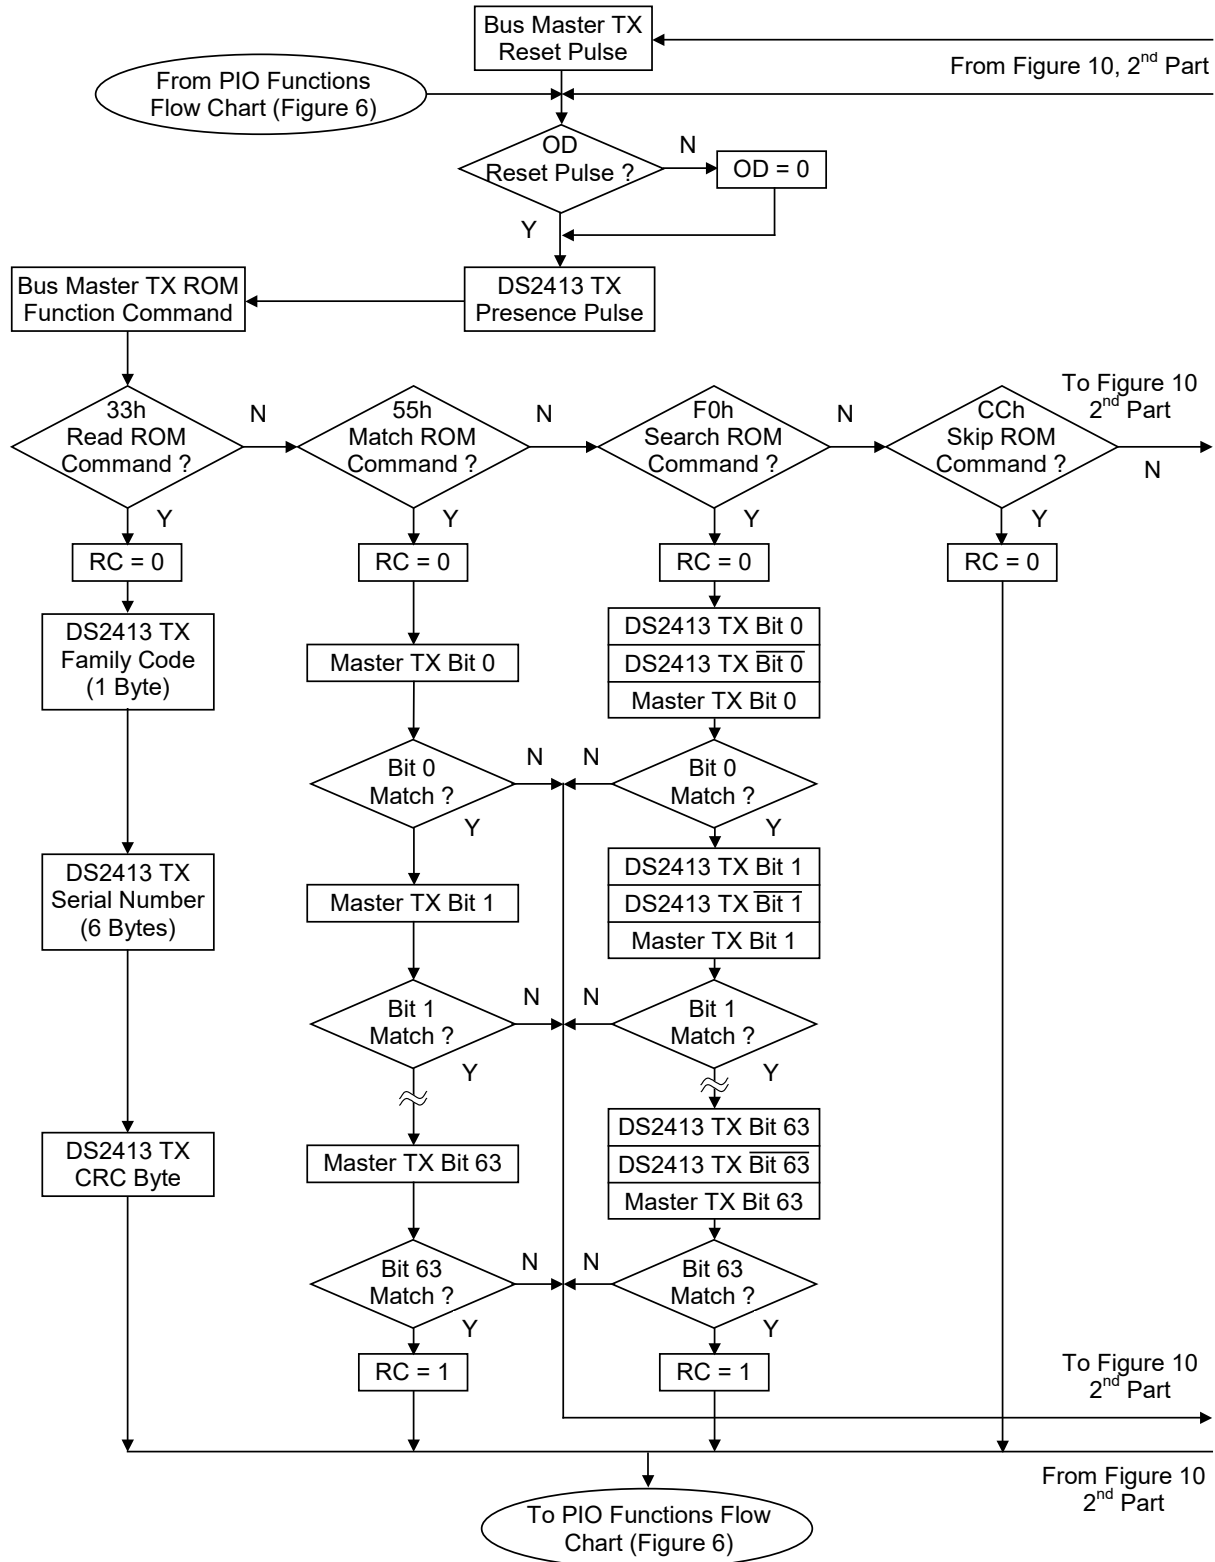 Bus Master TX
Reset Pulse
From Figure 10, 2nd Part
From PIO Functions
Flow Chart (Figure 6)
OD
Reset Pulse ?
N
OD = 0
Y
DS2413 TX
Presence Pulse
Bus Master TX ROM
Function Command
33h
Read ROM
Command ?
N
55h
Match ROM
Command ?
N
F0h
Search ROM
Command ?
N
CCh
Skip ROM
Command ?
To Figure 10
2nd Part
N
Y
Y
Y
Y
RC = 0
RC = 0
RC = 0
RC = 0
DS2413 TX
Family Code
(1 Byte)
Master TX Bit 0
DS2413 TX Bit 0
DS2413 TX B̅i̅t̅ ̅0̅
Master TX Bit 0
Bit 0
Match ?
N
N
Bit 0
Match ?
Y
Y
DS2413 TX
Serial Number
(6 Bytes)
Master TX Bit 1
DS2413 TX Bit 1
DS2413 TX B̅i̅t̅ ̅1̅
Master TX Bit 1
Bit 1
Match ?
N
N
Bit 1
Match ?
Y
Y
DS2413 TX
CRC Byte
Master TX Bit 63
DS2413 TX Bit 63
DS2413 TX B̅i̅t̅ ̅6̅3̅
Master TX Bit 63
Bit 63
Match ?
N
N
Bit 63
Match ?
Y
Y
RC = 1
RC = 1
To Figure 10
2nd Part
From Figure 10
2nd Part
To PIO Functions Flow
Chart (Figure 6)